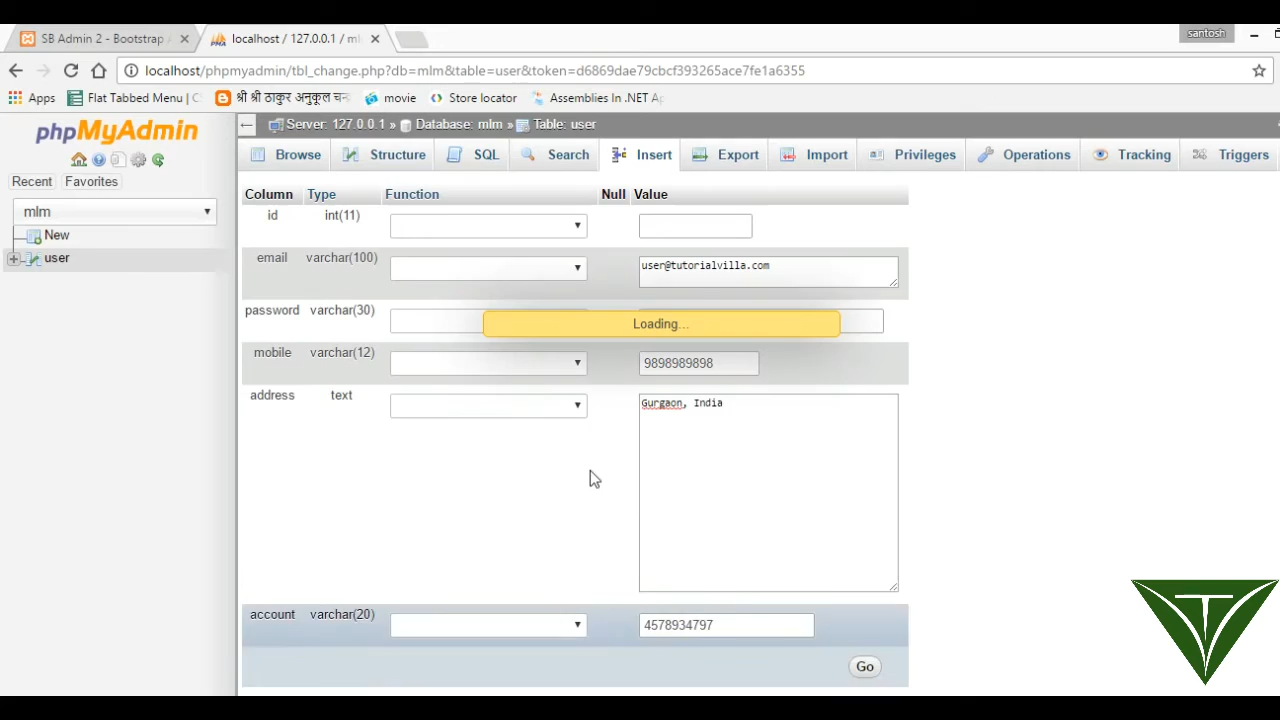 santosh
SB Admin 2 - Bootstrap
localhost / 127.0.0.1 / ml
localhost/phpmyadmin/tbl_change.php?db=mlm&table=user&token=d6869dae79cbcf393265ace7fe1a6355
Apps Flat Tabbed Menu | C श्री श्री ठाकुर अनुकूल चन movie Store locator Assemblies In .NET Ap
phpMyAdmin
Server: 127.0.0.1 » Database: mlm » Table: user
Browse Structure SQL Search Insert Export Import Privileges Operations Tracking Triggers
Recent Favorites
mlm
New
user
Column Type Function Null Value
id int(11)
email varchar(100) user@tutorialvilla.com
password varchar(30)
Loading...
mobile varchar(12) 9898989898
address text Gurgaon, India
account varchar(20) 4578934797
Go